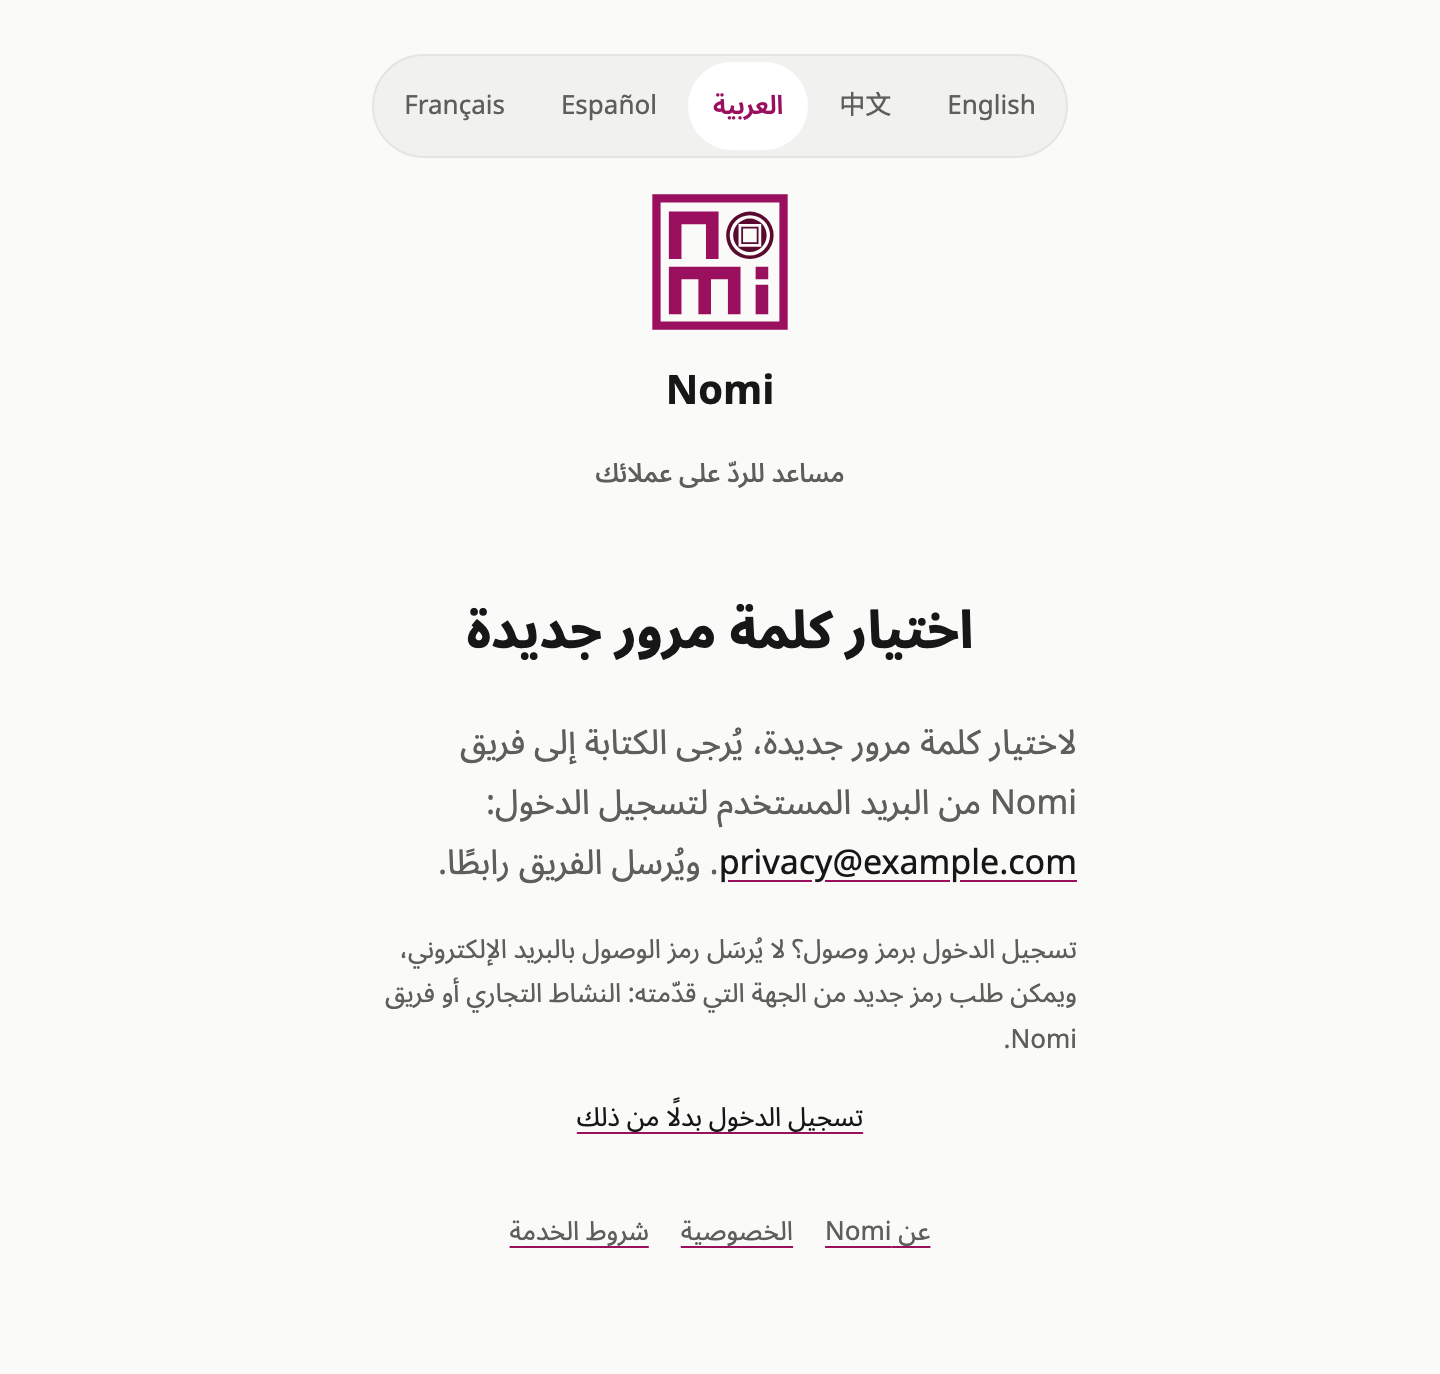 English 中文 العربية Español Français
nomi
Nomi
مساعد للردّ على عملائك
اختيار كلمة مرور جديدة
لاختيار كلمة مرور جديدة، يُرجى الكتابة إلى فريق
Nomi من البريد المستخدم لتسجيل الدخول:
privacy@example.com. ويُرسل الفريق رابطًا.
تسجيل الدخول برمز وصول؟ لا يُرسَل رمز الوصول بالبريد الإلكتروني،
ويمكن طلب رمز جديد من الجهة التي قدّمته: النشاط التجاري أو فريق
Nomi.
تسجيل الدخول بدلًا من ذلك
عن Nomi الخصوصية شروط الخدمة